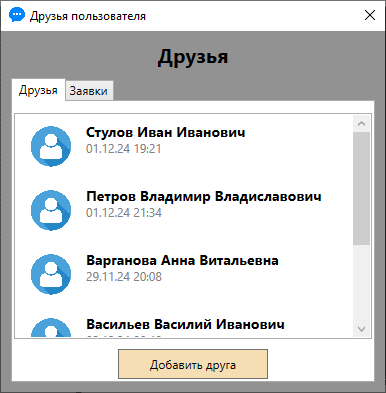 Друзья пользователя
Друзья
Друзья Заявки
Стулов Иван Иванович
01.12.24 19:21
Петров Владимир Владиславович
01.12.24 21:34
Варганова Анна Витальевна
29.11.24 20:08
Васильев Василий Иванович
Добавить друга